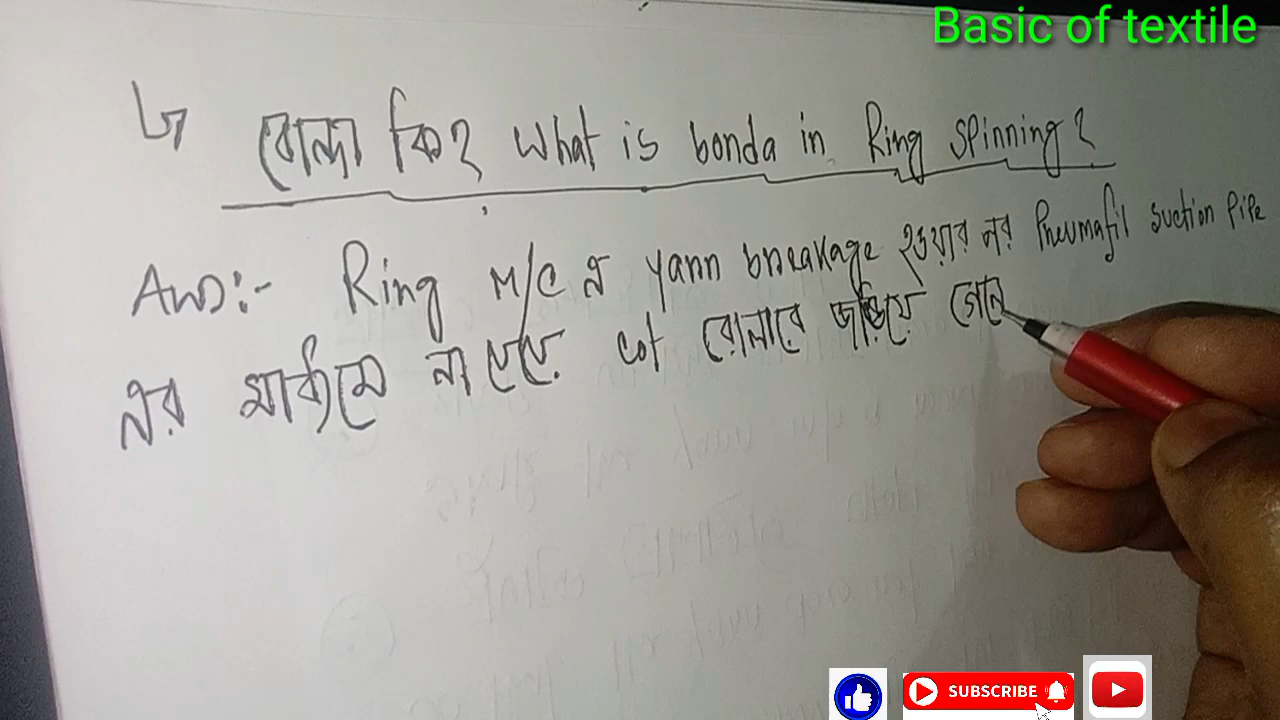 Basic of textile
বোন্দা কি? What is bonda in Ring spinning?
Ans:- Ring M/C এ yarn breakage হওয়ার পর Pneumafil suction pipe
এর মাধ্যমে না যেয়ে cot রোলারে জড়িয়ে গেলে
SUBSCRIBE